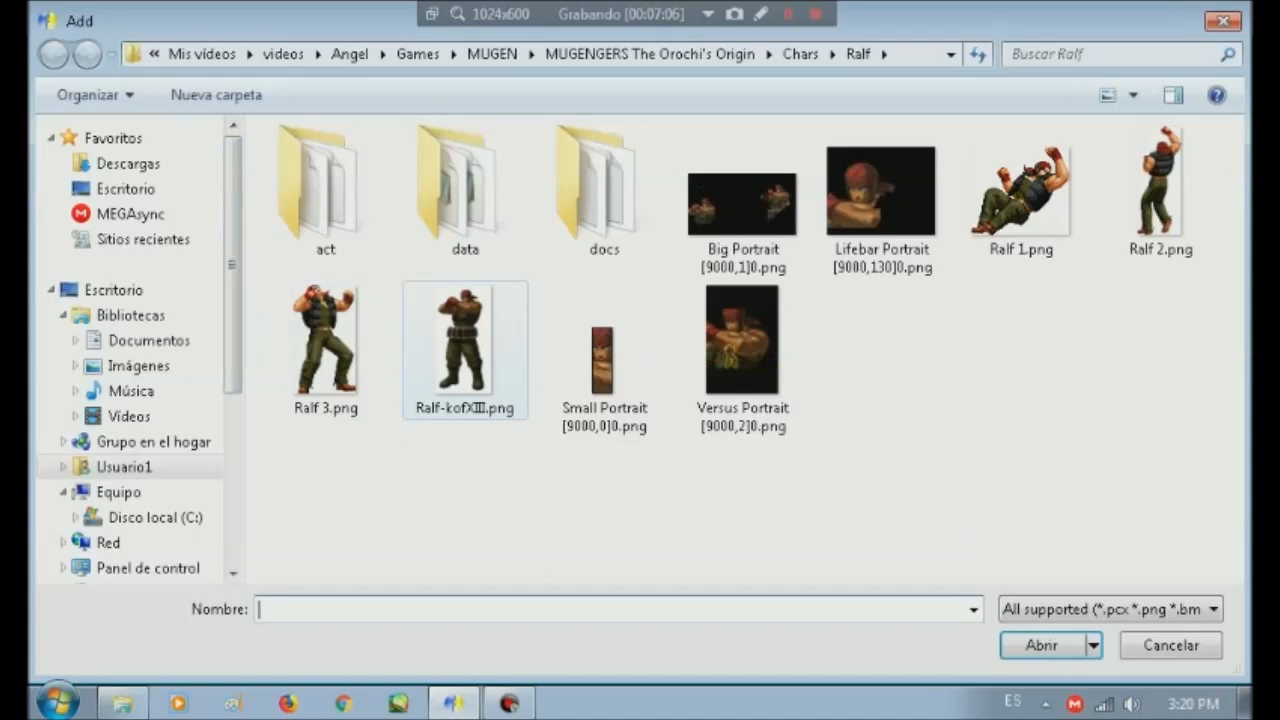 1024x600 Grabando [00:07:06]
Add
« Mis vídeos videos Angel Games MUGEN MUGENGERS The Orochi's Origin Chars Ralf
Buscar Ralf
Organizar Nueva carpeta
Favoritos
Descargas
Escritorio
MEGAsync
Sitios recientes
Escritorio
Bibliotecas
Documentos
Imágenes
Música
Vídeos
Grupo en el hogar
Usuario1
Equipo
Disco local (C:)
Red
Panel de control
act
data
docs
Big Portrait
[9000,1]0.png
Lifebar Portrait
[9000,130]0.png
Ralf 1.png
Ralf 2.png
Ralf 3.png
Ralf-kofXIII.png
Small Portrait
[9000,0]0.png
Versus Portrait
[9000,2]0.png
Nombre:
All supported (*.pcx *.png *.bm
Abrir
Cancelar
ES
3:20 PM